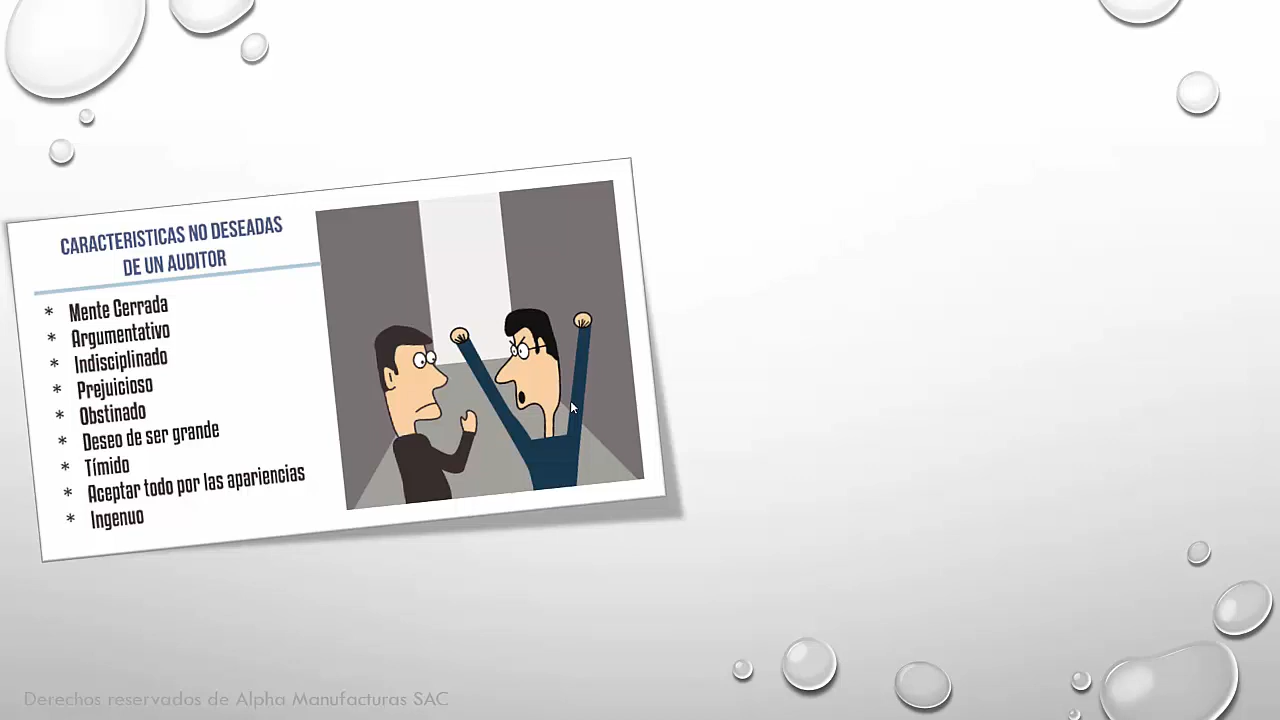 CARACTERISTICAS NO DESEADAS
DE UN AUDITOR
* Mente Cerrada
* Argumentativo
* Indisciplinado
* Prejuicioso
* Obstinado
* Deseo de ser grande
* Tímido
* Aceptar todo por las apariencias
* Ingenuo
Derechos reservados de Alpha Manufacturas SAC